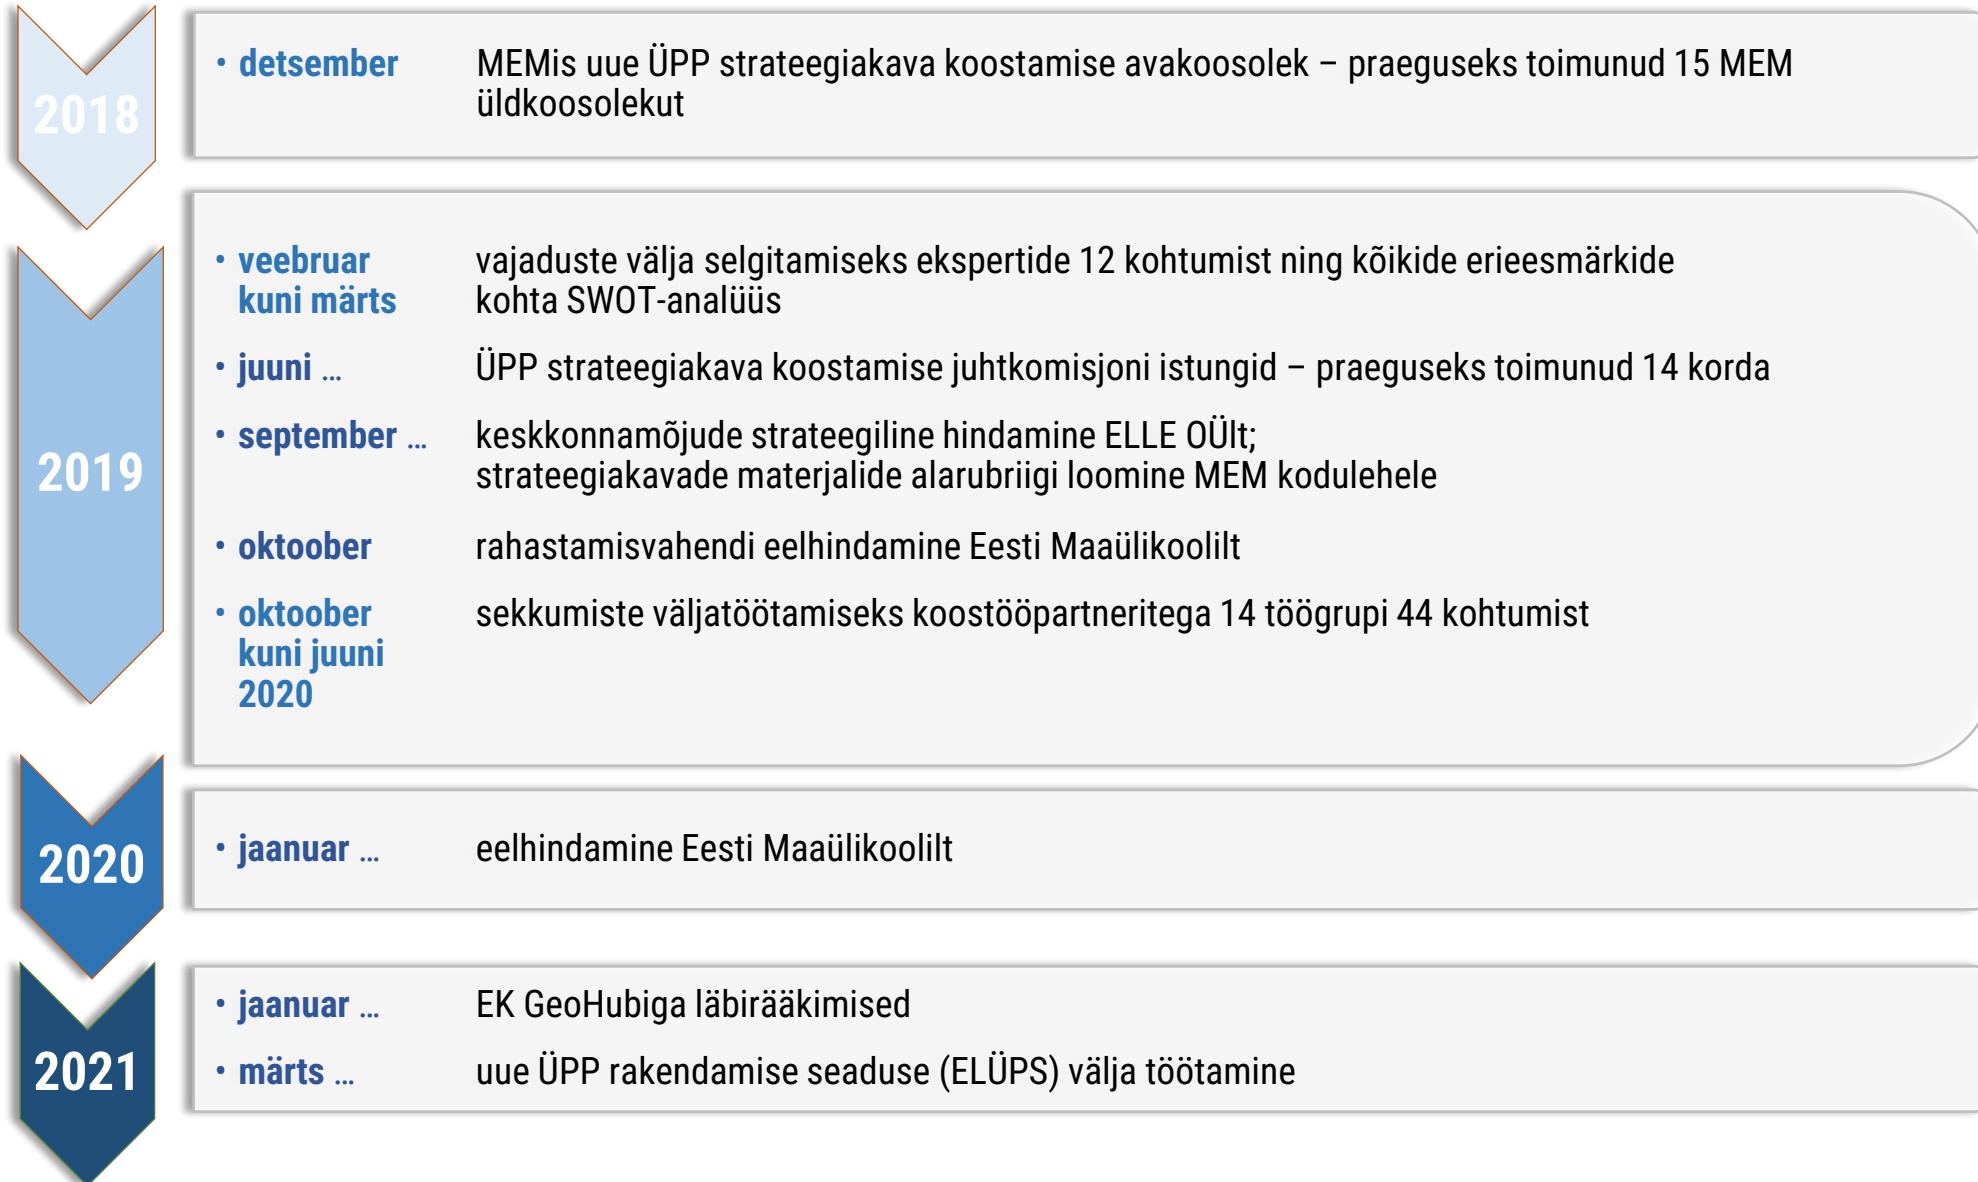 2018
• detsember MEMis uue ÜPP strateegiakava koostamise avakoosolek – praeguseks toimunud 15 MEM
üldkoosolekut
2019
• veebruar vajaduste välja selgitamiseks ekspertide 12 kohtumist ning kõikide erieesmärkide
kuni märts kohta SWOT-analüüs
• juuni ... ÜPP strateegiakava koostamise juhtkomisjoni istungid – praeguseks toimunud 14 korda
• september ... keskkonnamõjude strateegiline hindamine ELLE OÜlt;
strateegiakavade materjalide alarubriigi loomine MEM kodulehele
• oktoober rahastamisvahendi eelhindamine Eesti Maaülikoolilt
• oktoober sekkumiste väljatöötamiseks koostööpartneritega 14 töögrupi 44 kohtumist
kuni juuni
2020
2020
• jaanuar ... eelhindamine Eesti Maaülikoolilt
2021
• jaanuar ... EK GeoHubiga läbirääkimised
• märts ... uue ÜPP rakendamise seaduse (ELÜPS) välja töötamine